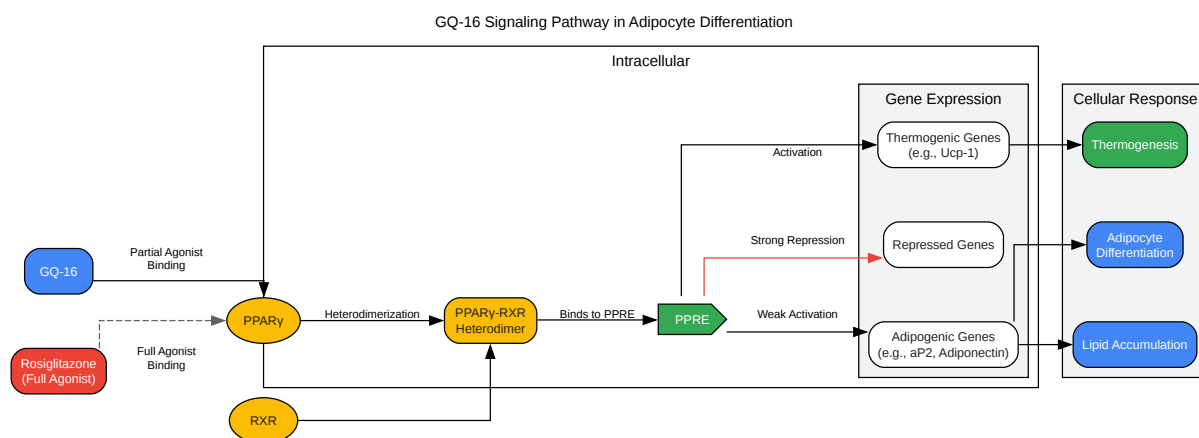 GQ-16 Signaling Pathway in Adipocyte Differentiation
Intracellular
Gene Expression
Cellular Response
Thermogenic Genes
(e.g., Ucp-1)
Thermogenesis
Activation
Strong Repression
Repressed Genes
Adipocyte
Differentiation
Partial Agonist
Binding
GQ-16
PPARγ
Heterodimerization
PPARγ-RXR
Heterodimer
Binds to PPRE
PPRE
Weak Activation
Adipogenic Genes
(e.g., aP2, Adiponectin)
Lipid Accumulation
Full Agonist
Binding
Rosiglitazone
(Full Agonist)
RXR